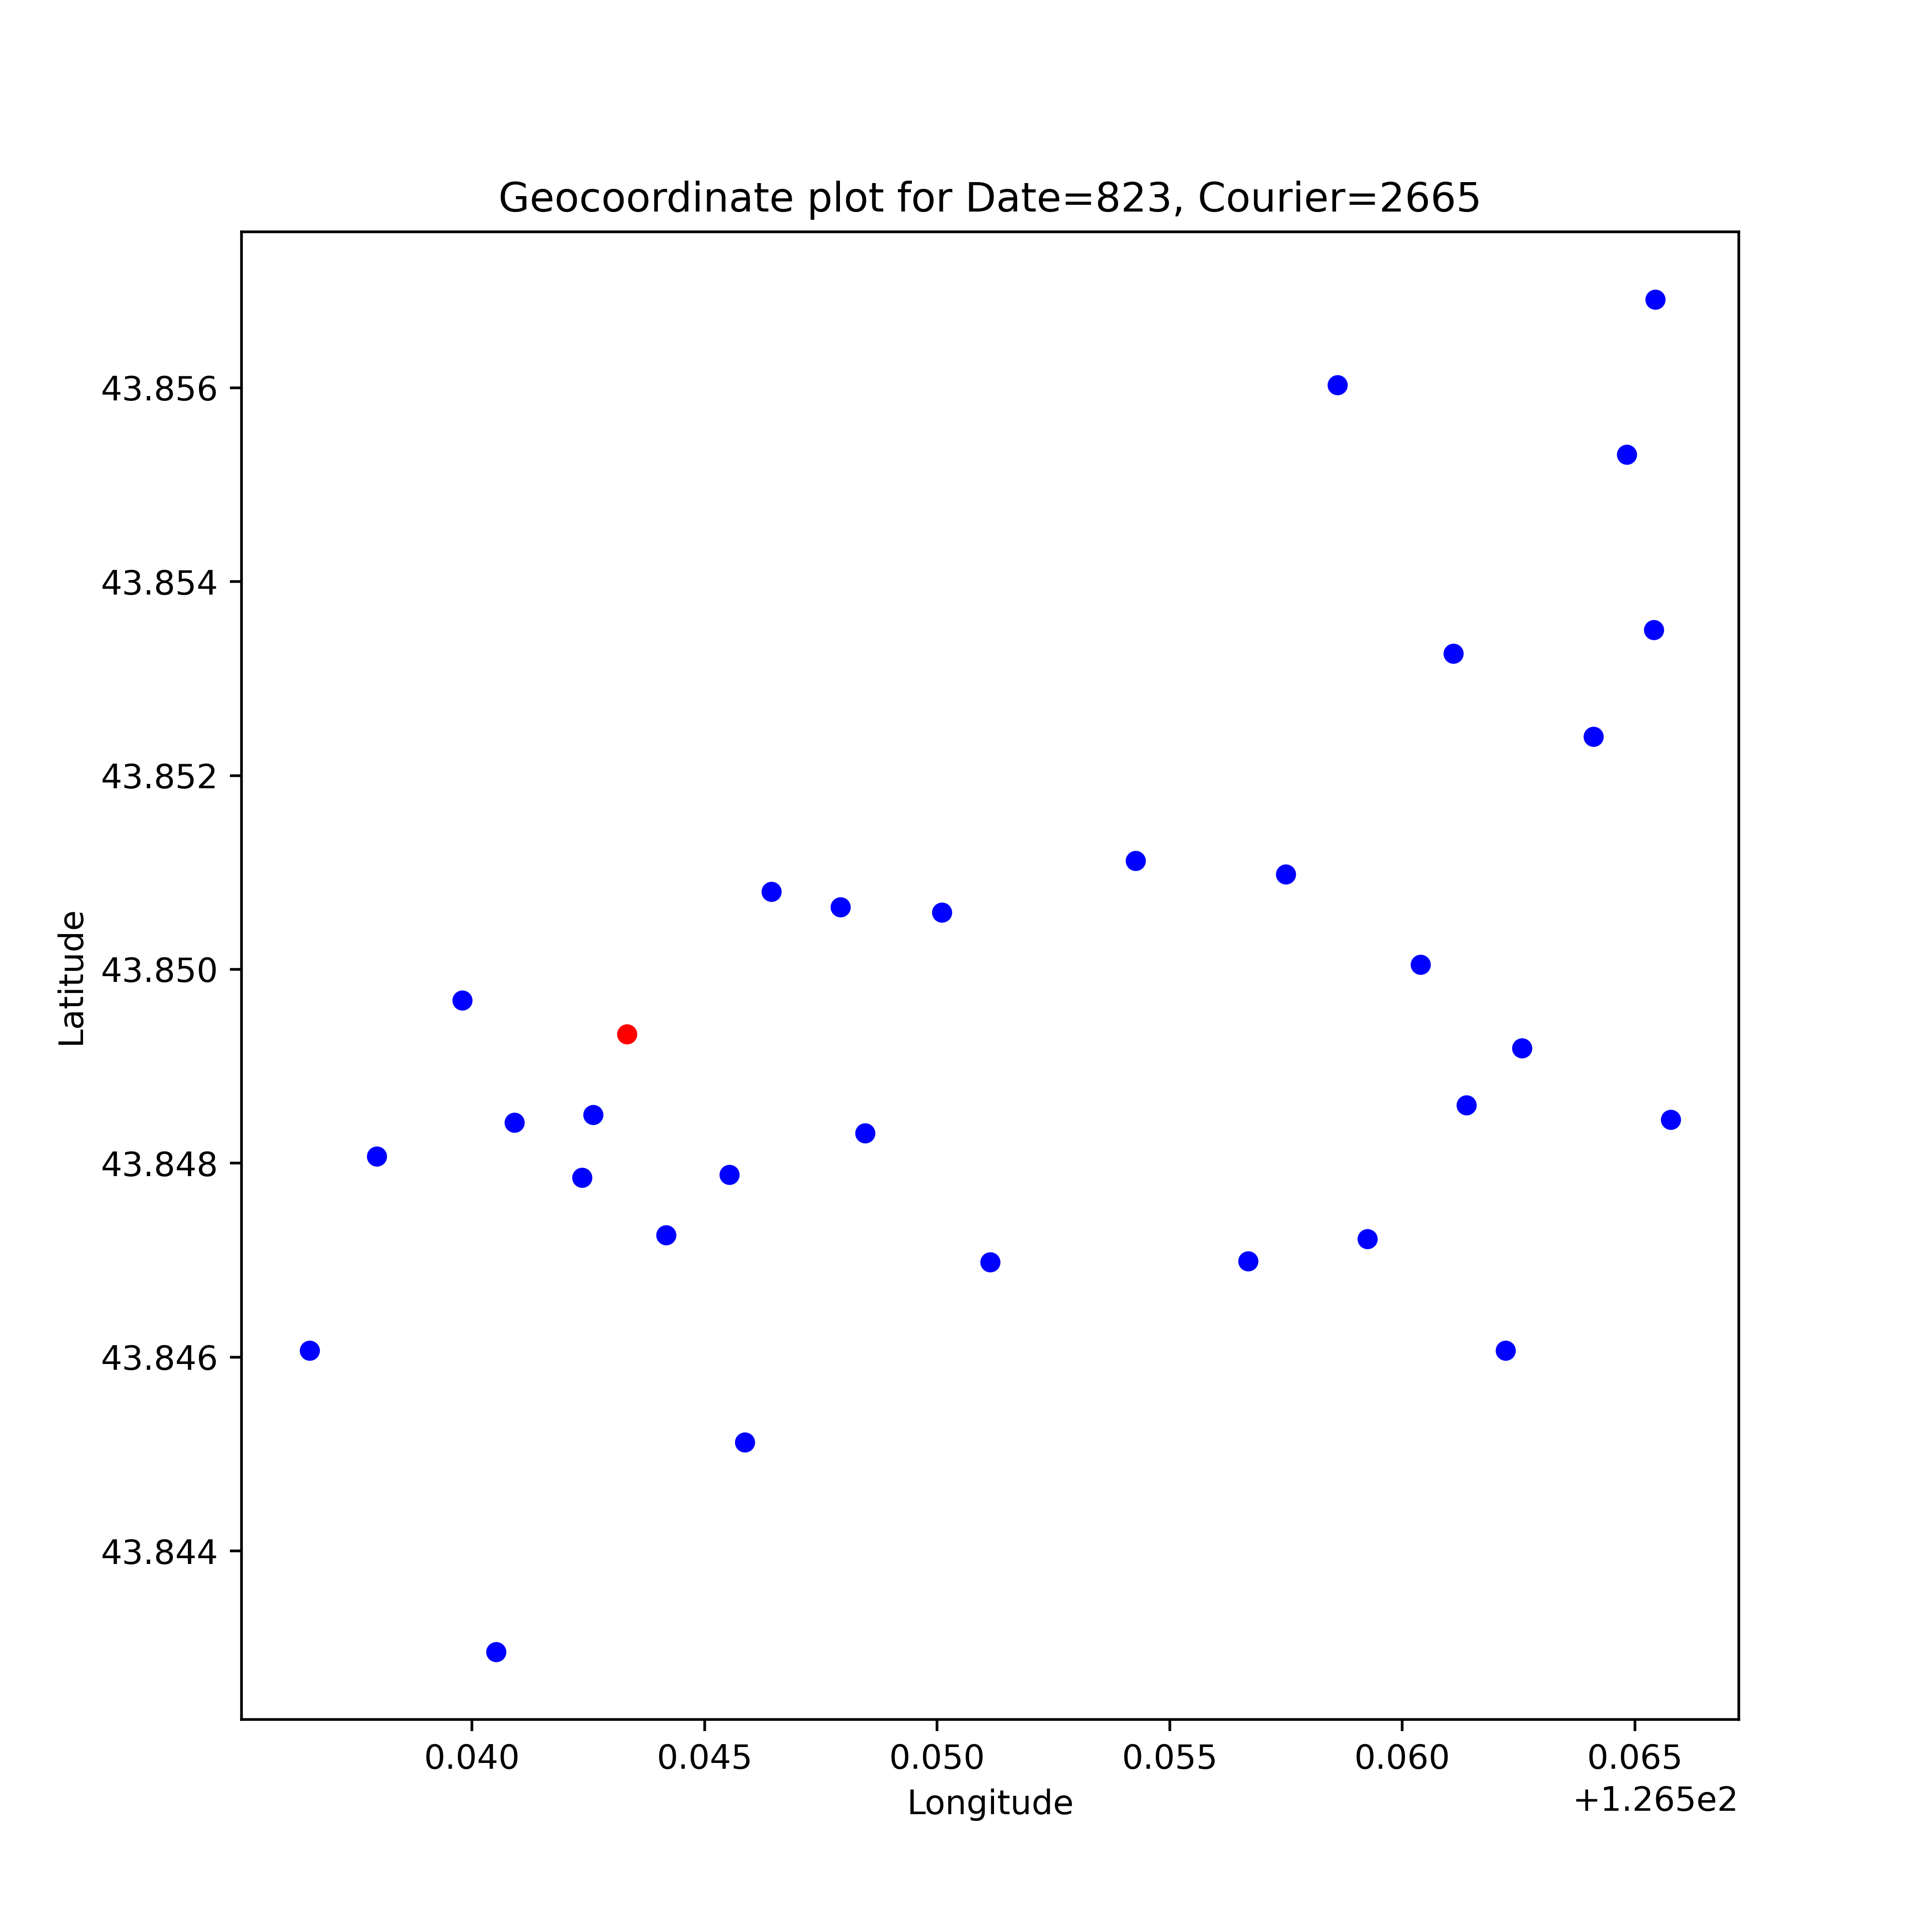 Geocoordinate plot for Date=823, Courier=2665
43.856
43.854
43.852
43.850
43.848
43.846
43.844
Latitude
0.040 0.045 0.050 0.055 0.060 0.065
Longitude
+1.265e2